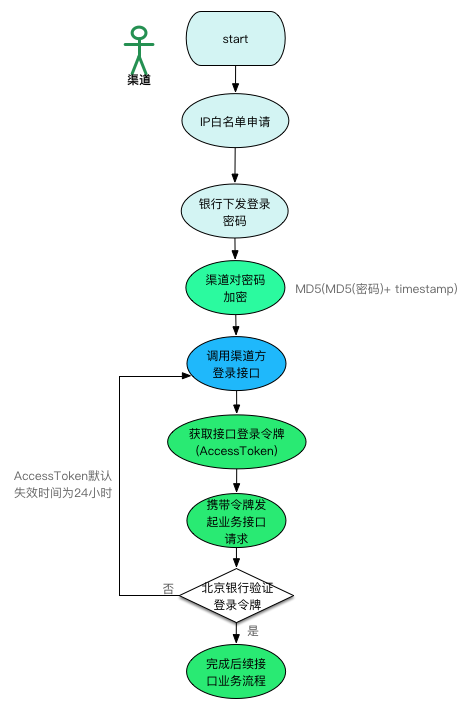 start
渠道
IP白名单申请
银行下发登录
密码
渠道对密码
加密
MD5(MD5(密码)+ timestamp)
调用渠道方
登录接口
获取接口登录令牌
(AccessToken)
AccessToken默认
失效时间为24小时
携带令牌发
起业务接口
请求
北京银行验证
登录令牌
否
是
完成后续接
口业务流程